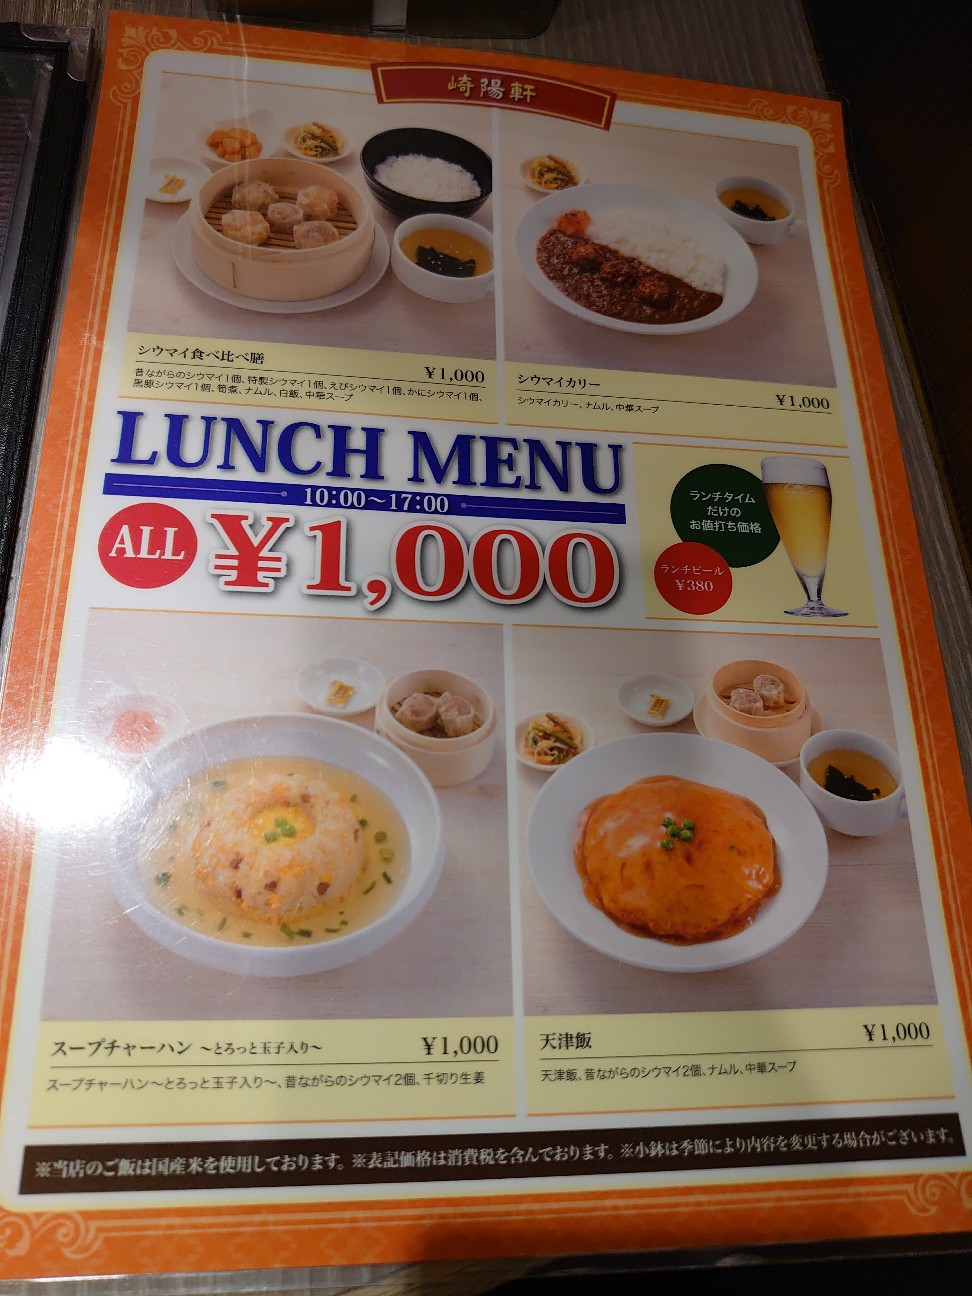 崎陽軒
シウマイ食べ比べ膳
¥1,000
昔ながらのシウマイ1個、特製シウマイ1個、えびシウマイ1個、かにシウマイ1個、
黒豚シウマイ1個、筍煮、ナムル、白飯、中華スープ
シウマイカリー
¥1,000
シウマイカリー、ナムル、中華スープ
LUNCH MENU
10:00～17:00
ALL
¥1,000
ランチタイム
だけの
お値打ち価格
ランチビール
¥380
スープチャーハン ～とろっと玉子入り～
¥1,000
スープチャーハン～とろっと玉子入り～、昔ながらのシウマイ2個、千切り生姜
天津飯
¥1,000
天津飯、昔ながらのシウマイ2個、ナムル、中華スープ
※当店のご飯は国産米を使用しております。※表記価格は消費税を含んでおります。※小鉢は季節により内容を変更する場合がございます。